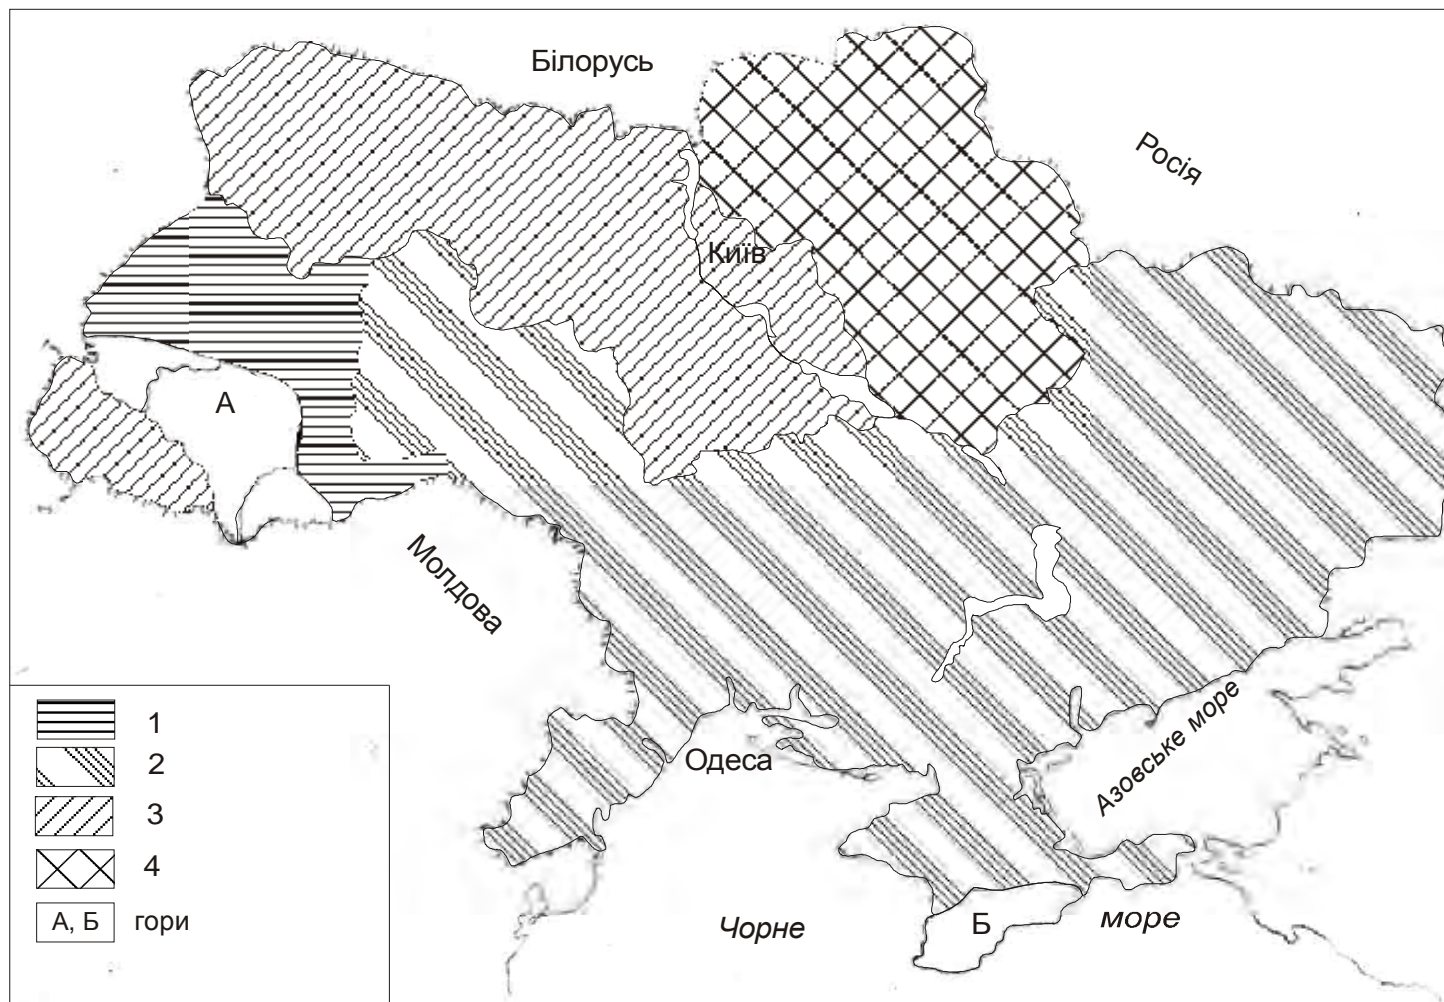 Білорусь
Росія
Київ
А
Молдова
Одеса
Азовське море
Чорне
море
Б
1
2
3
4
А, Б
гори